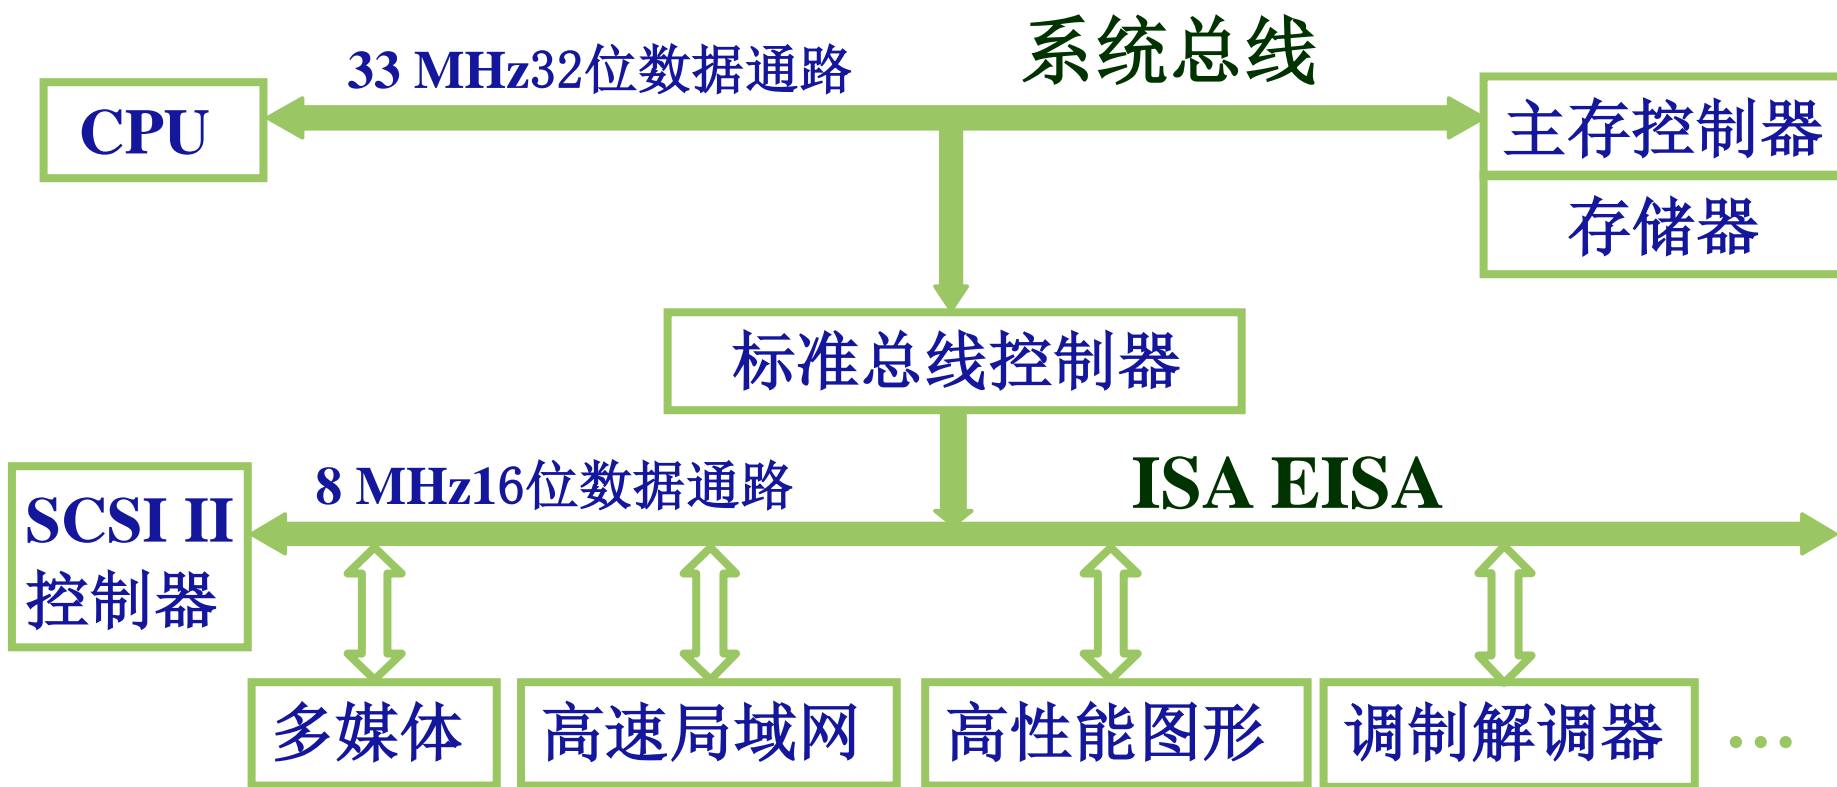 系统总线
33 MHz32位数据通路
CPU
主存控制器
存储器
标准总线控制器
8 MHz16位数据通路
ISA EISA
SCSI II
控制器
多媒体
高速局域网
高性能图形
调制解调器
...